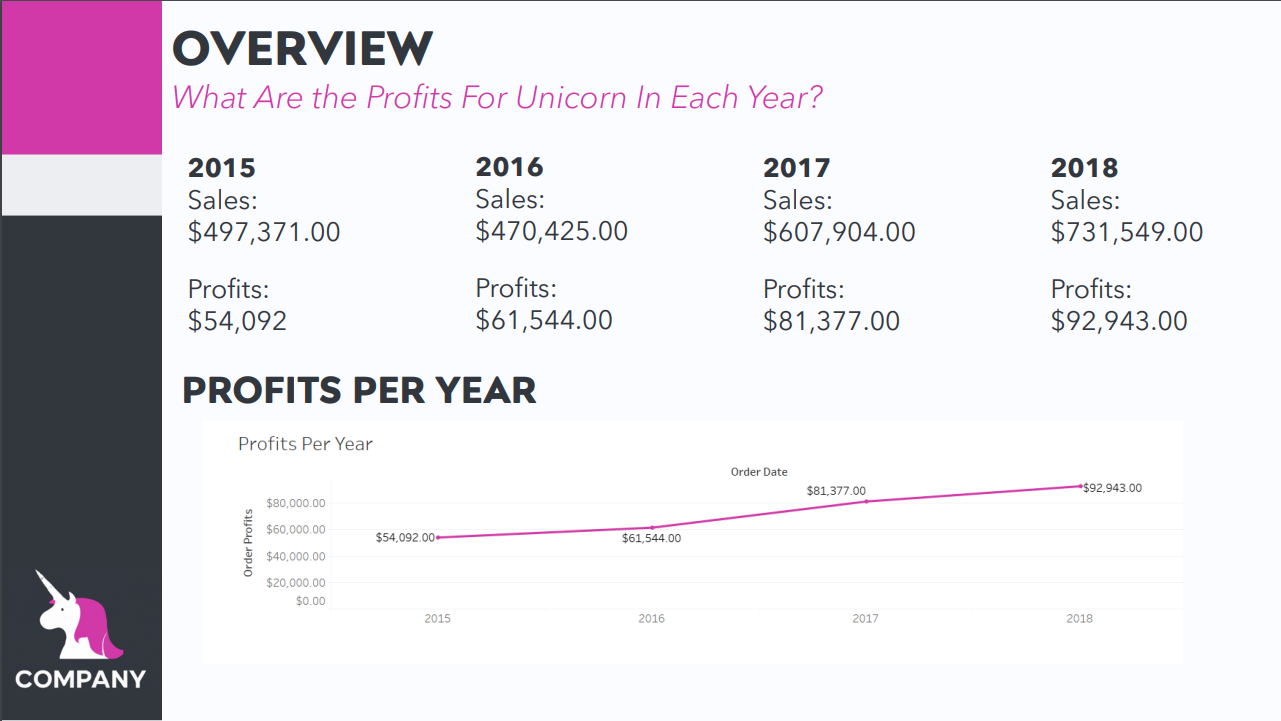 OVERVIEW
What Are the Profits For Unicorn In Each Year?
2015
Sales:
$497,371.00
Profits:
$54,092
2016
Sales:
$470,425.00
Profits:
$61,544.00
2017
Sales:
$607,904.00
Profits:
$81,377.00
2018
Sales:
$731,549.00
Profits:
$92,943.00
PROFITS PER YEAR
Profits Per Year
Order Date
Order Profits
$80,000.00
$60,000.00
$40,000.00
$20,000.00
$0.00
$54,092.00
$61,544.00
$81,377.00
$92,943.00
2015
2016
2017
2018
COMPANY